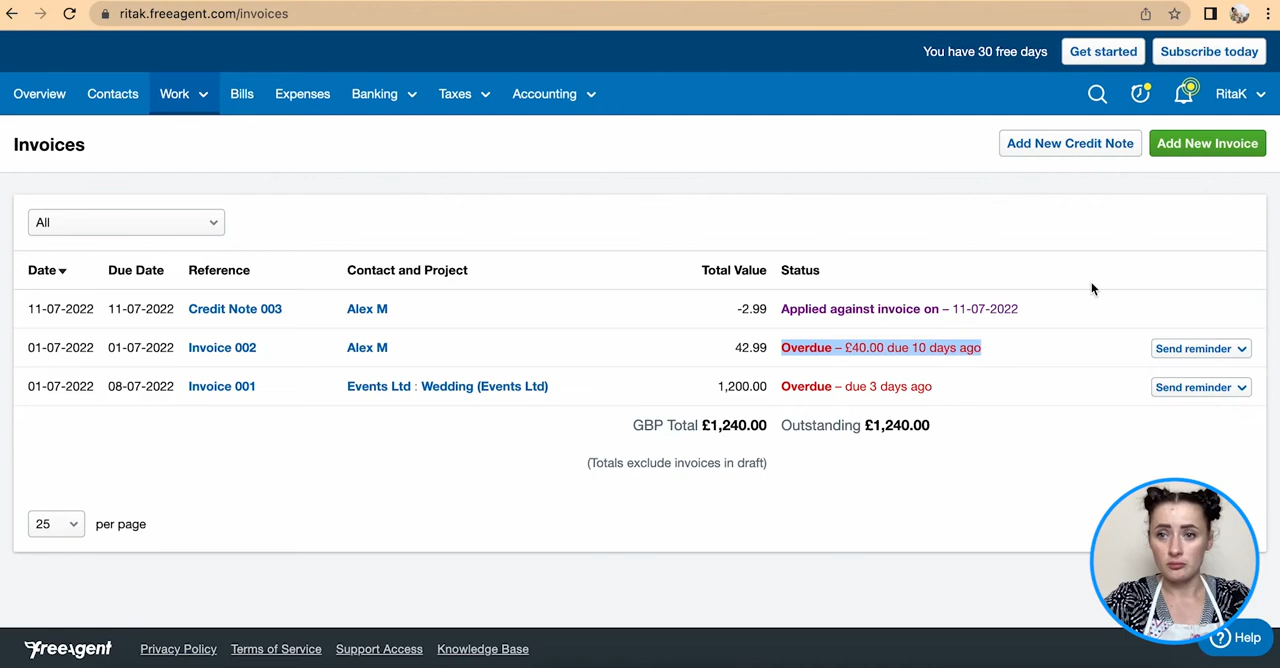 ritak.freeagent.com/invoices
You have 30 free days Get started Subscribe today
Overview Contacts Work Bills Expenses Banking Taxes Accounting RitaK
Invoices Add New Credit Note Add New Invoice
All
Date Due Date Reference Contact and Project Total Value Status
11-07-2022 11-07-2022 Credit Note 003 Alex M -2.99 Applied against invoice on – 11-07-2022
01-07-2022 01-07-2022 Invoice 002 Alex M 42.99 Overdue – £40.00 due 10 days ago Send reminder
01-07-2022 08-07-2022 Invoice 001 Events Ltd : Wedding (Events Ltd) 1,200.00 Overdue – due 3 days ago Send reminder
GBP Total £1,240.00 Outstanding £1,240.00
(Totals exclude invoices in draft)
25 per page
freeagent Privacy Policy Terms of Service Support Access Knowledge Base ? Help